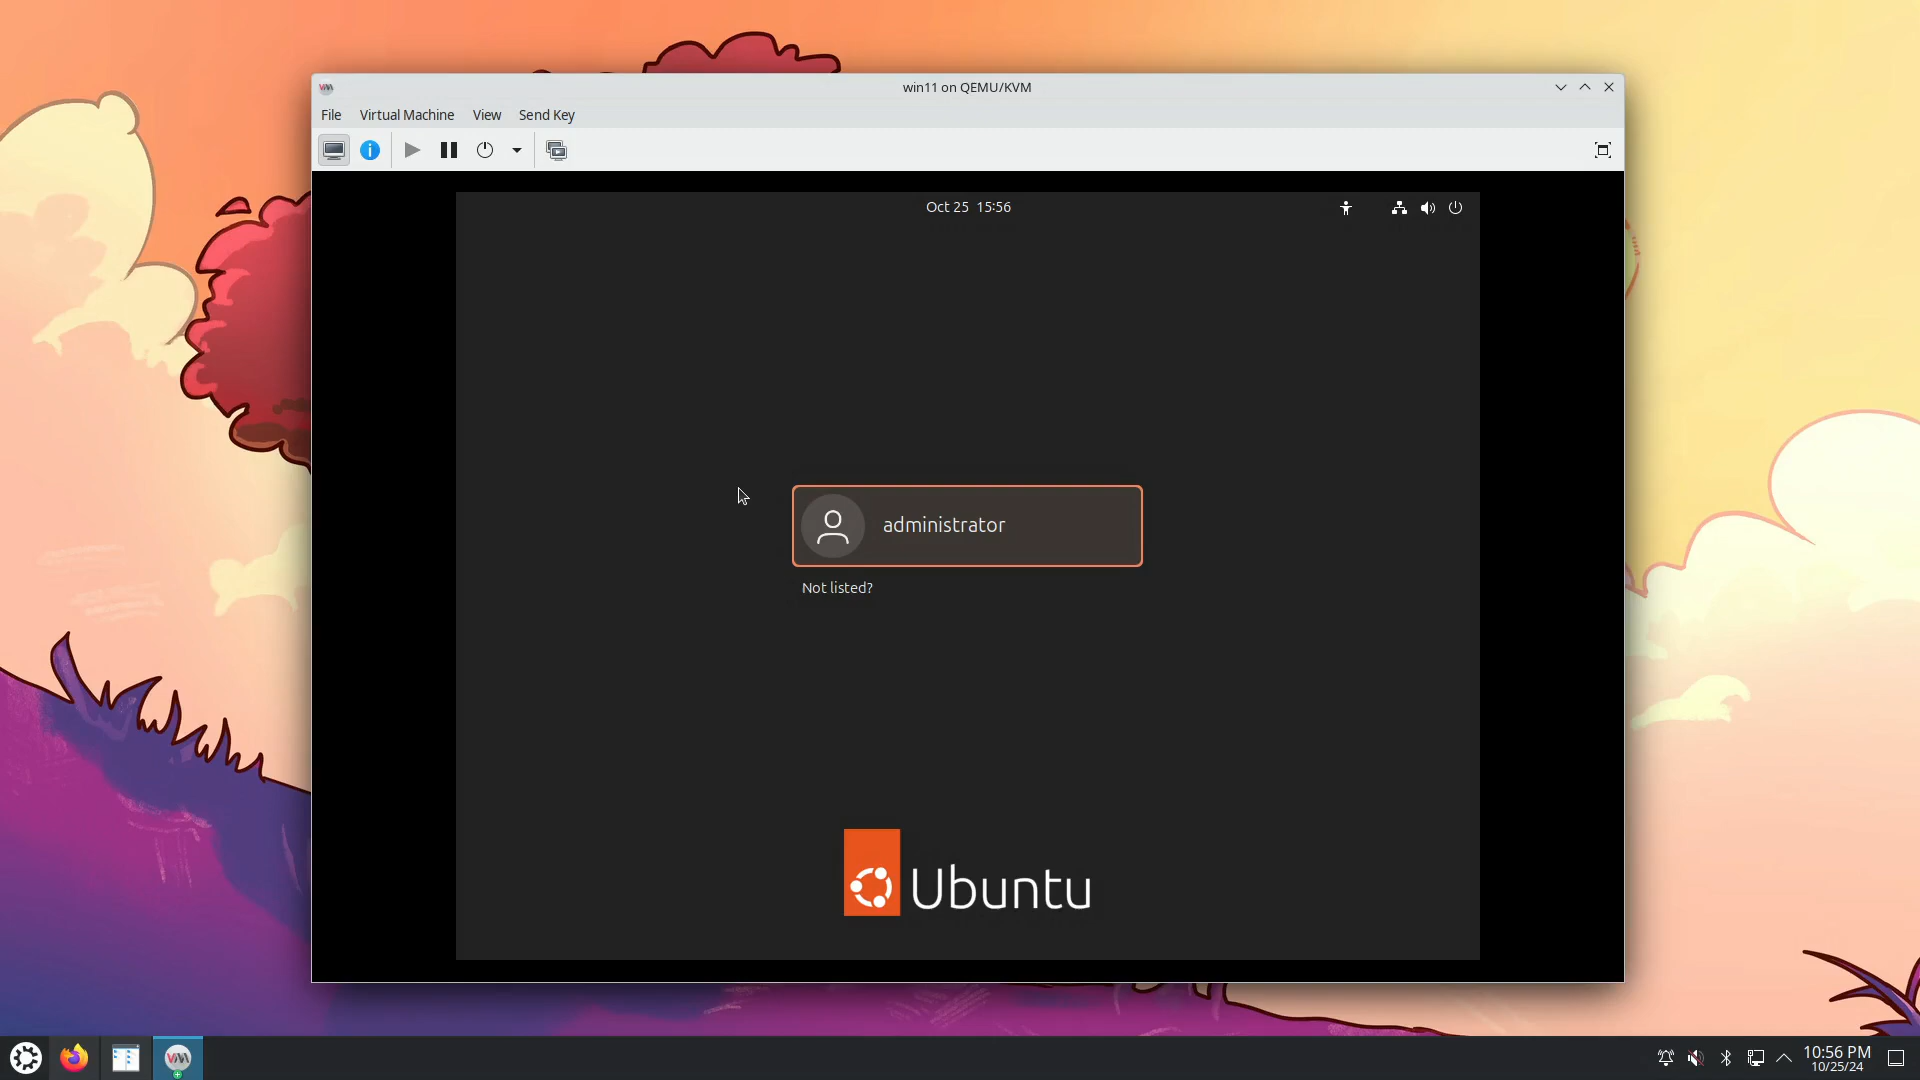 win11 on QEMU/KVM
File Virtual Machine View Send Key
Oct 25 15:56
administrator
Not listed?
Ubuntu
10:56 PM
10/25/24